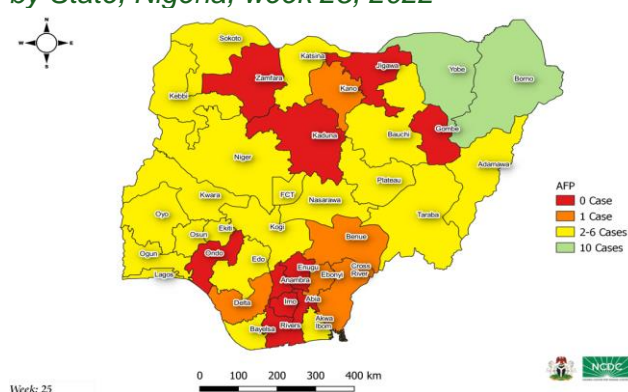 by State, Nigeria, week 25, 2022
N
W
E
S
Sokoto
Katsina
Jigawa
Yobe
Borno
Zamfara
Kano
Kebbi
Kaduna
Bauchi
Gombe
Adamawa
Niger
FCT
Plateau
Kwara
Nasarawa
Taraba
Oyo
Kogi
Benue
Osun
Ekiti
Ogun
Ondo
Edo
Enugu
Lagos
Anambra
Ebonyi
Cross
River
Delta
Imo
Abia
Bayelsa
Rivers
Akwa
Ibom
AFP
0 Case
1 Case
2-6 Cases
10 Cases
Week: 25
0 100 200 300 400 km
NCDC